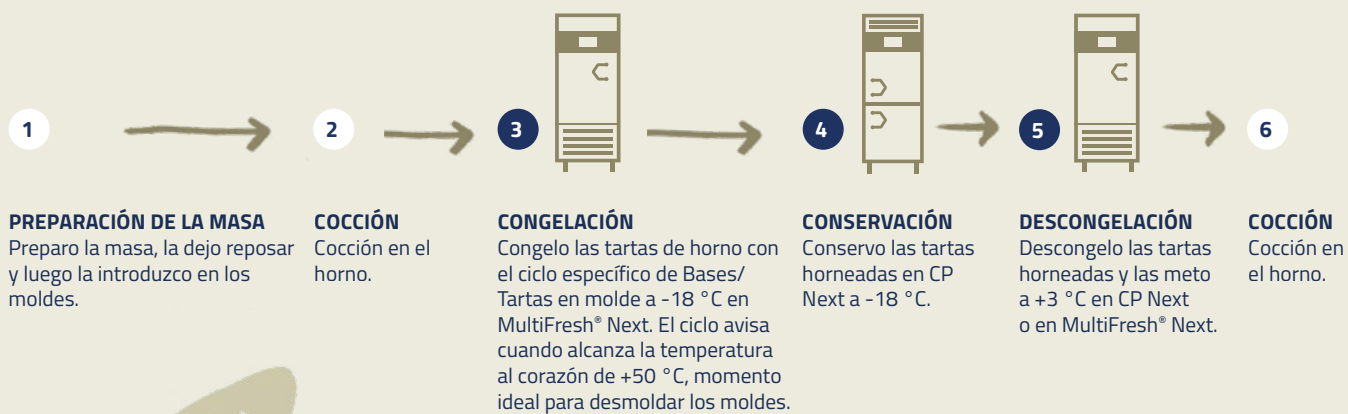 1
2
3
4
5
6
PREPARACIÓN DE LA MASA
Preparo la masa, la dejo reposar
y luego la introduzco en los
moldes.
COCCIÓN
Cocción en el
horno.
CONGELACIÓN
Congelo las tartas de horno con
el ciclo específico de Bases/
Tartas en molde a -18 °C en
MultiFresh® Next. El ciclo avisa
cuando alcanza la temperatura
al corazón de +50 °C, momento
ideal para desmoldar los moldes.
CONSERVACIÓN
Conservo las tartas
horneadas en CP
Next a -18 °C.
DESCONGELACIÓN
Descongelo las tartas
horneadas y las meto
a +3 °C en CP Next
o en MultiFresh® Next.
COCCIÓN
Cocción en
el horno.